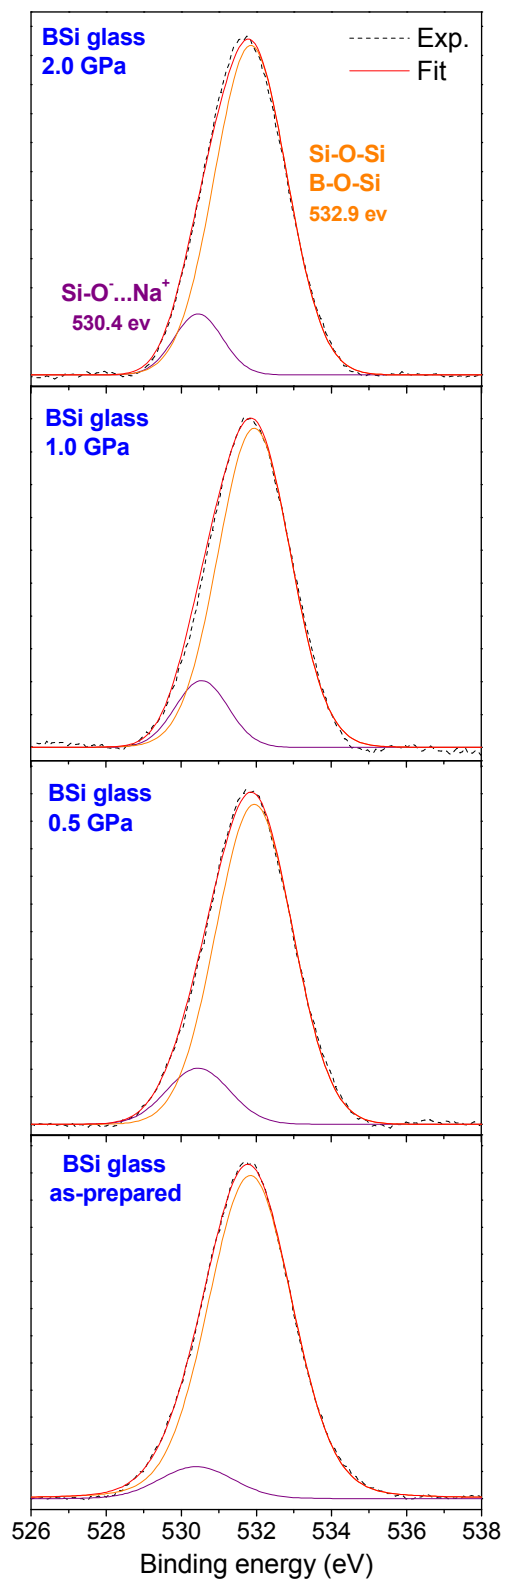 BSi glass
2.0 GPa
Exp.
Fit
Si-O-Si
B-O-Si
532.9 ev
Si-O⁻...Na⁺
530.4 ev
BSi glass
1.0 GPa
BSi glass
0.5 GPa
BSi glass
as-prepared
526 528 530 532 534 536 538
Binding energy (eV)